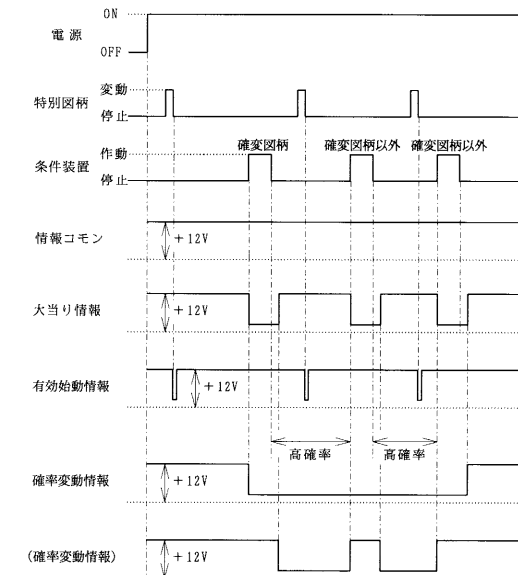 ON
電源
OFF
変動
特別図柄
停止
確変図柄 確変図柄以外 確変図柄以外
作動
条件装置
停止
情報コモン
+12V
大当り情報 +12V
有効始動情報 +12V
高確率 高確率
確率変動情報 +12V
(確率変動情報) +12V